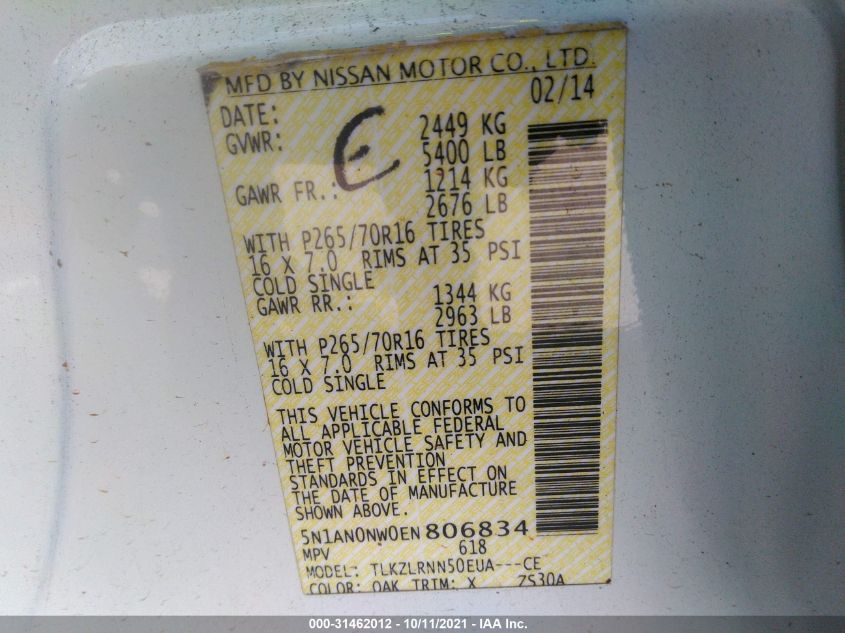 MFD BY NISSAN MOTOR CO., LTD.
DATE: 02/14
GVWR: 2449 KG
5400 LB
E
GAWR FR.: 1214 KG
2676 LB
WITH P265/70R16 TIRES
16 X 7.0 RIMS AT 35 PSI
COLD SINGLE
GAWR RR.: 1344 KG
2963 LB
WITH P265/70R16 TIRES
16 X 7.0 RIMS AT 35 PSI
COLD SINGLE
THIS VEHICLE CONFORMS TO
ALL APPLICABLE FEDERAL
MOTOR VEHICLE SAFETY AND
THEFT PREVENTION
STANDARDS IN EFFECT ON
THE DATE OF MANUFACTURE
SHOWN ABOVE.
5N1AN0NW0EN806834
MPV 618
MODEL: TLKZLRNN50EUA---CE
COLOR: QAK TRIM: X ZS30A
000-31462012 - 10/11/2021 - IAA Inc.